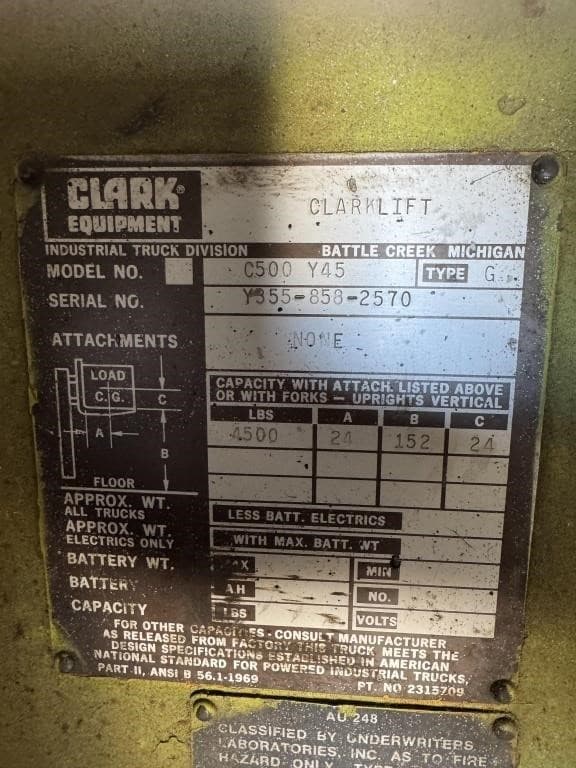 CLARK®
EQUIPMENT
CLARKLIFT
INDUSTRIAL TRUCK DIVISION BATTLE CREEK MICHIGAN
MODEL NO. C500 Y45 TYPE G
SERIAL NO. Y355-858-2570
ATTACHMENTS NONE
LOAD
C.G.
C
A
B
FLOOR
CAPACITY WITH ATTACH. LISTED ABOVE
OR WITH FORKS - UPRIGHTS VERTICAL
LBS A B C
4500 24 152 24
APPROX. WT.
ALL TRUCKS LESS BATT. ELECTRICS
APPROX. WT.
ELECTRICS ONLY WITH MAX. BATT. WT
BATTERY WT. MAX MIN
BATTERY A.H NO.
CAPACITY LBS VOLTS
FOR OTHER CAPACITIES - CONSULT MANUFACTURER
AS RELEASED FROM FACTORY THIS TRUCK MEETS THE
DESIGN SPECIFICATIONS ESTABLISHED IN AMERICAN
NATIONAL STANDARD FOR POWERED INDUSTRIAL TRUCKS,
PART II, ANSI B 56.1-1969 PT. NO 2315709
AU 248
CLASSIFIED BY UNDERWRITERS
LABORATORIES, INC. AS TO FIRE
HAZARD ONLY. TYPE